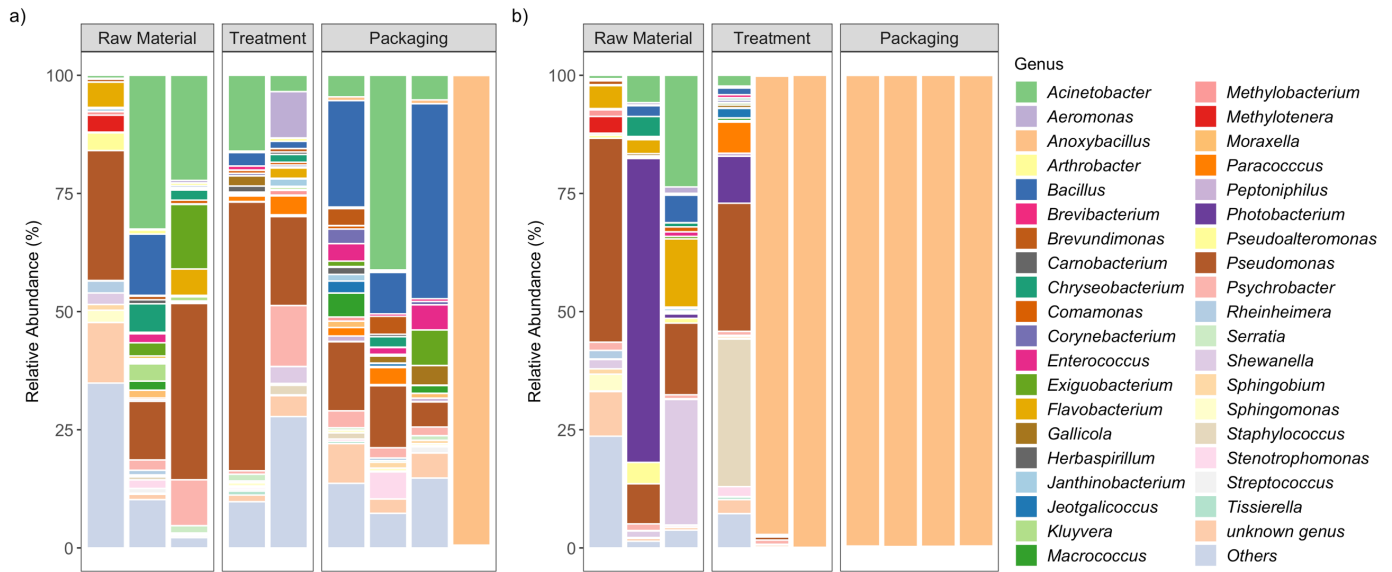 a)
Raw Material
Treatment
Packaging
100
75
50
25
0
Relative Abundance (%)
b)
Raw Material
Treatment
Packaging
100
75
50
25
0
Relative Abundance (%)
Genus
Acinetobacter
Aeromonas
Anoxybacillus
Arthrobacter
Bacillus
Brevibacterium
Brevundimonas
Carnobacterium
Chryseobacterium
Comamonas
Corynebacterium
Enterococcus
Exiguobacterium
Flavobacterium
Gallicola
Herbaspirillum
Janthinobacterium
Jeotgalicoccus
Kluyvera
Macrococcus
Methylobacterium
Methylotenera
Moraxella
Paracocccus
Peptoniphilus
Photobacterium
Pseudoalteromonas
Pseudomonas
Psychrobacter
Rheinheimera
Serratia
Shewanella
Sphingobium
Sphingomonas
Staphylococcus
Stenotrophomonas
Streptococcus
Tissierella
unknown genus
Others